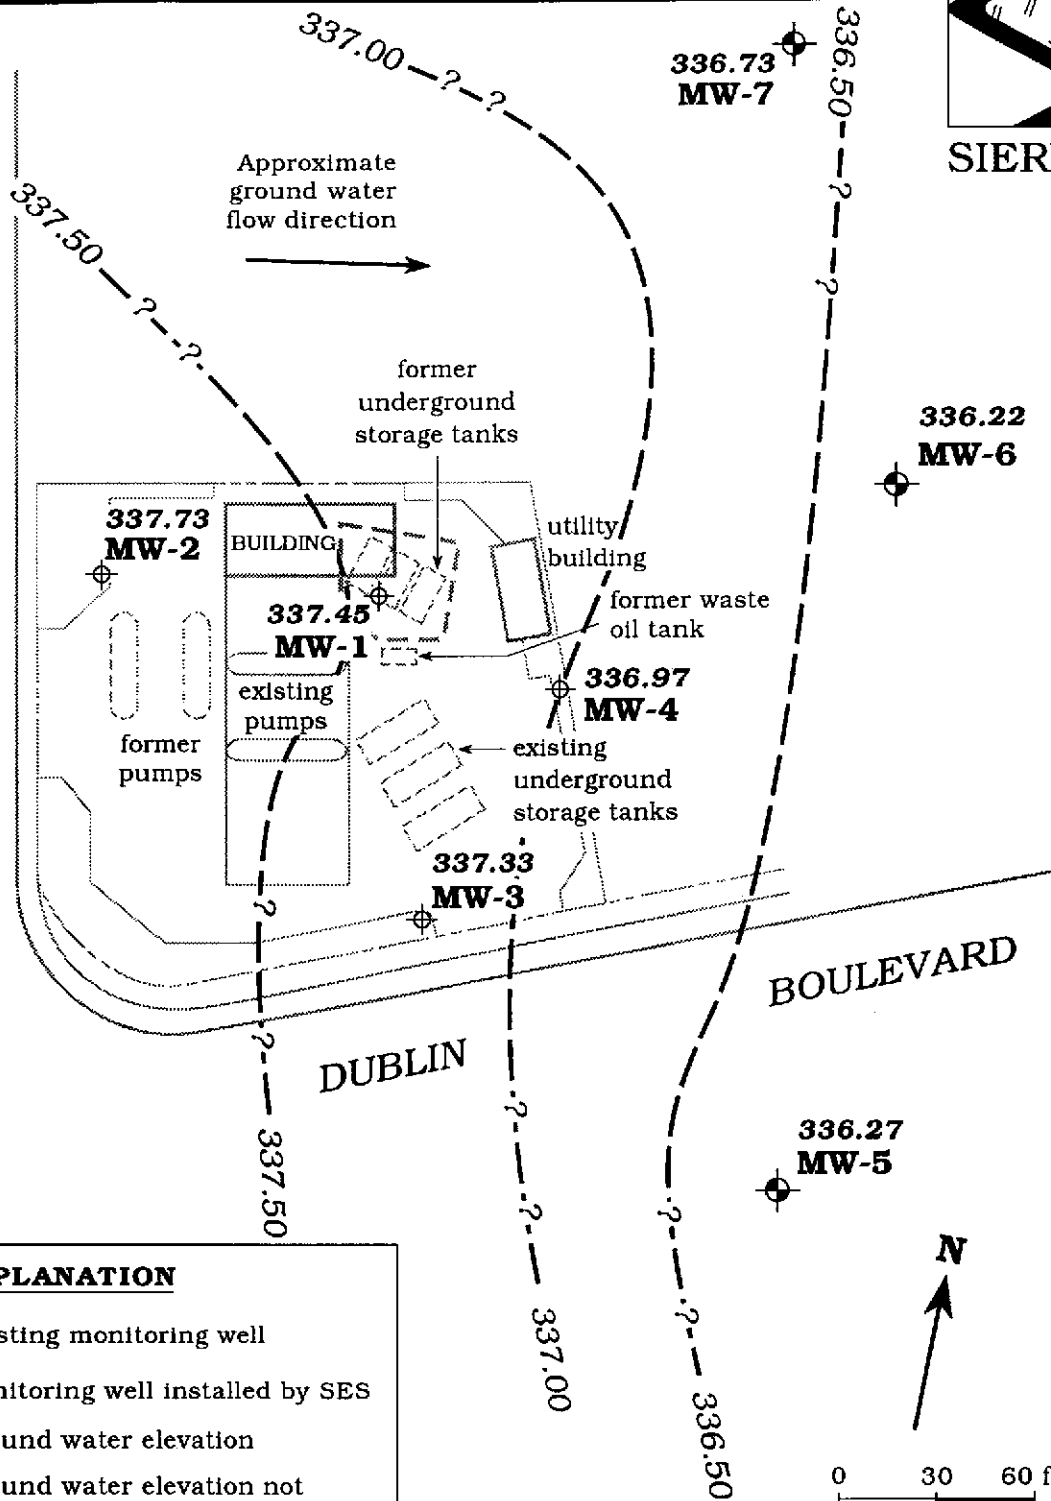 337.00
336.50
336.73
MW-7
Approximate
ground water
flow direction
337.50
former
underground
storage tanks
336.22
MW-6
337.73
MW-2
BUILDING
utility
building
337.45
MW-1
former waste
oil tank
existing
pumps
336.97
MW-4
former
pumps
existing
underground
storage tanks
337.33
MW-3
BOULEVARD
DUBLIN
336.27
MW-5
337.50
N
PLANATION
sting monitoring well
nitoring well installed by SES
und water elevation
und water elevation not
337.00
336.50
0 30 60 f